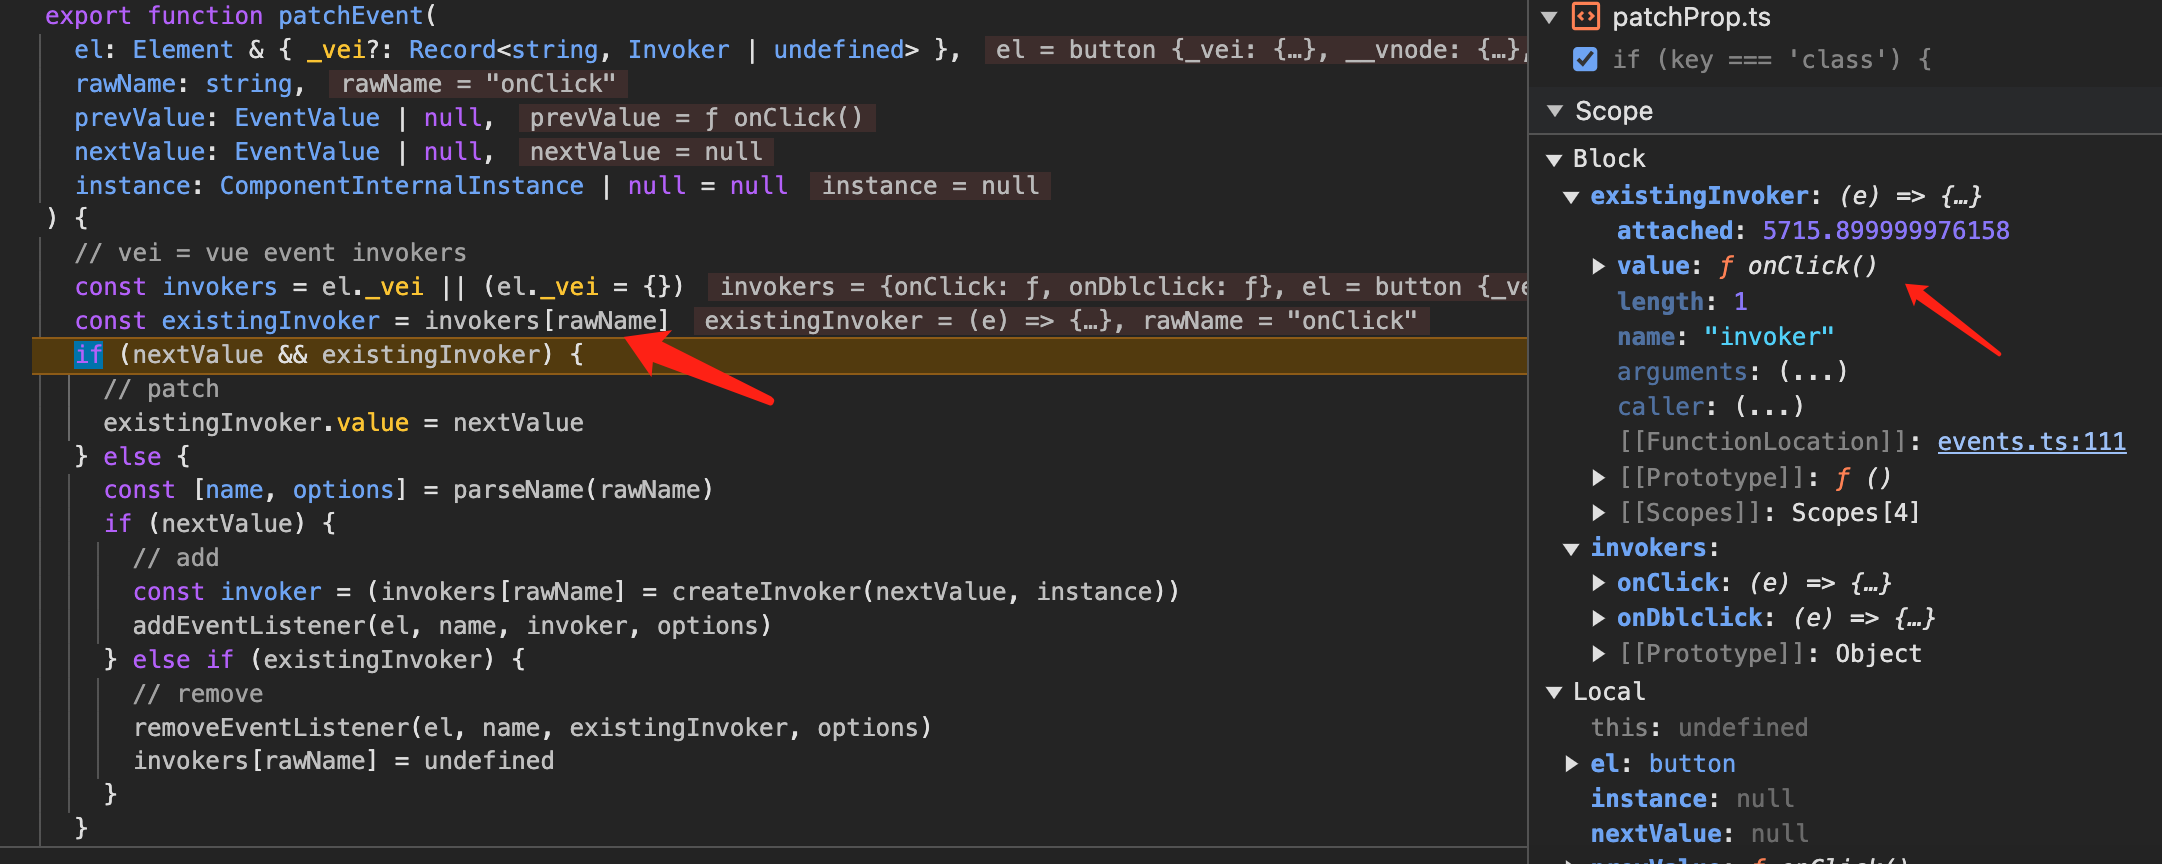 export function patchEvent(
el: Element & { _vei?: Record<string, Invoker | undefined> }, el = button {_vei: {…}, __vnode: {…},
rawName: string, rawName = "onClick"
prevValue: EventValue | null, prevValue = ƒ onClick()
nextValue: EventValue | null, nextValue = null
instance: ComponentInternalInstance | null = null instance = null
) {
// vei = vue event invokers
const invokers = el._vei || (el._vei = {}) invokers = {onClick: ƒ, onDblclick: ƒ}, el = button {_ve
const existingInvoker = invokers[rawName] existingInvoker = (e) => {…}, rawName = "onClick"
if (nextValue && existingInvoker) {
// patch
existingInvoker.value = nextValue
} else {
const [name, options] = parseName(rawName)
if (nextValue) {
// add
const invoker = (invokers[rawName] = createInvoker(nextValue, instance))
addEventListener(el, name, invoker, options)
} else if (existingInvoker) {
// remove
removeEventListener(el, name, existingInvoker, options)
invokers[rawName] = undefined
}
}
patchProp.ts
if (key === 'class') {
Scope
Block
existingInvoker: (e) => {…}
attached: 5715.899999976158
value: ƒ onClick()
length: 1
name: "invoker"
arguments: (...)
caller: (...)
[[FunctionLocation]]: events.ts:111
[[Prototype]]: ƒ ()
[[Scopes]]: Scopes[4]
invokers:
onClick: (e) => {…}
onDblclick: (e) => {…}
[[Prototype]]: Object
Local
this: undefined
el: button
instance: null
nextValue: null
prevValue: ƒ onClick()